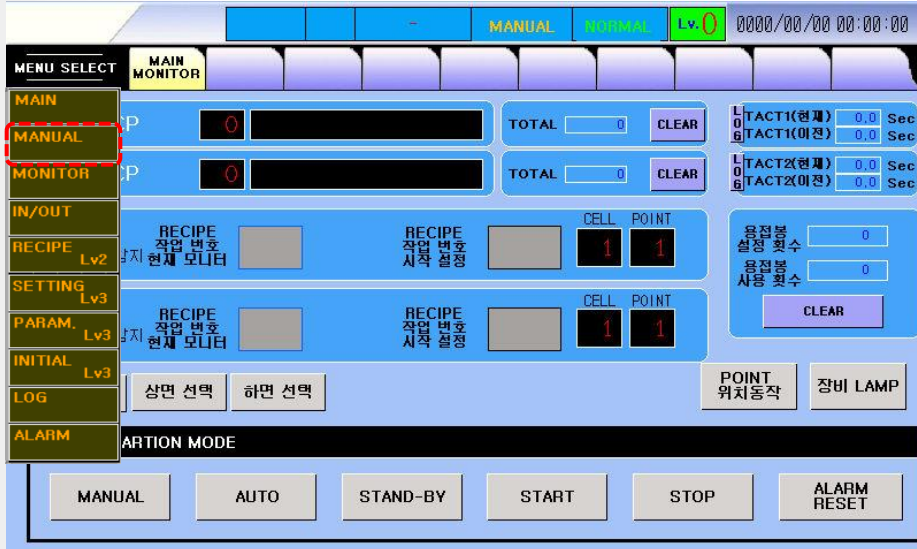 - MANUAL NORMAL Lv.0 0000/00/00 00:00:00
MENU SELECT MAIN MONITOR
MAIN
MANUAL
MONITOR
IN/OUT
RECIPE Lv2
SETTING Lv3
PARAM. Lv3
INITIAL Lv3
LOG
ALARM
CP 0 TOTAL 0 CLEAR
LOG TACT1(현재) 0.0 Sec
TACT1(이전) 0.0 Sec
CP 0 TOTAL 0 CLEAR
LOG TACT2(현재) 0.0 Sec
TACT2(이전) 0.0 Sec
CELL POINT
RECIPE
작업 번호
현재 모니터
RECIPE
작업 번호
시작 설정
1 1
CELL POINT
RECIPE
작업 번호
현재 모니터
RECIPE
작업 번호
시작 설정
1 1
용접봉
설정 횟수
0
용접봉
사용 횟수
0
CLEAR
상면 선택 하면 선택
POINT
위치동작
장비 LAMP
ARTION MODE
MANUAL AUTO STAND-BY START STOP ALARM RESET